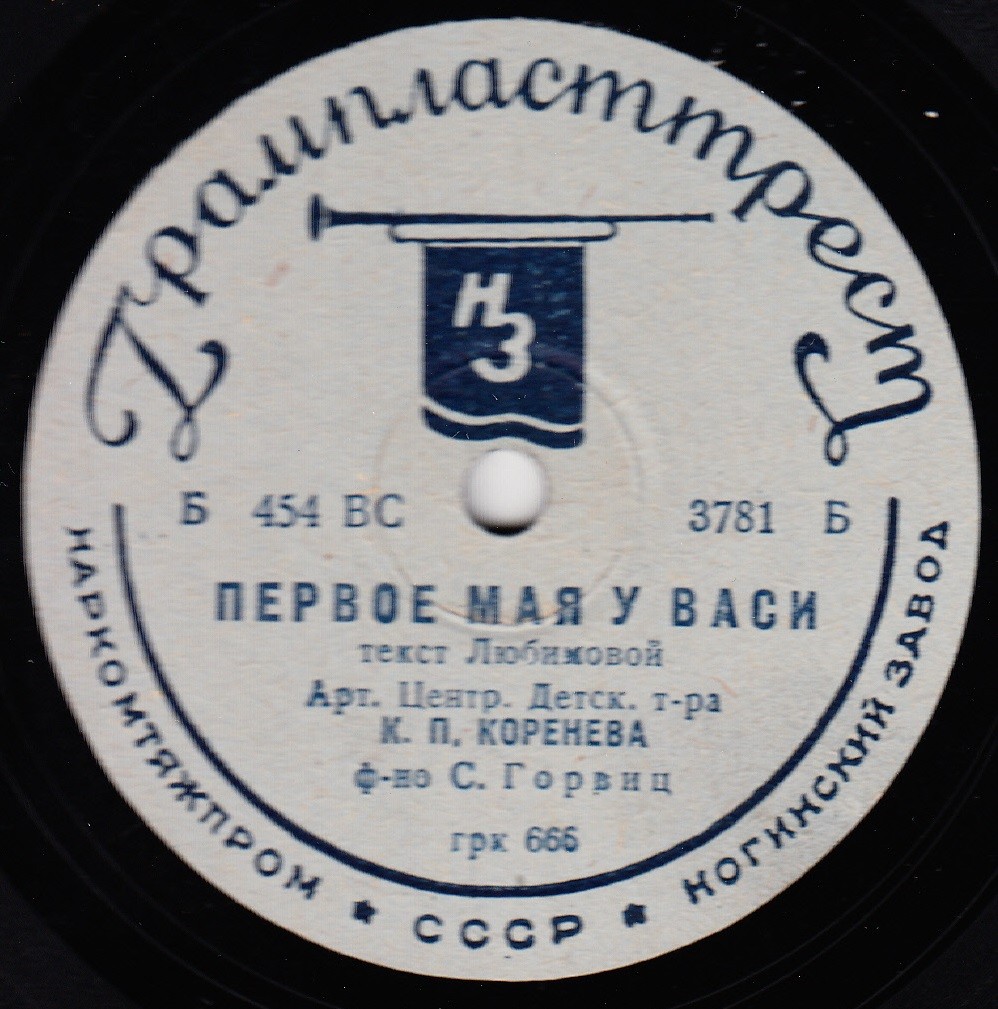 Грампласттрест
НЗ
Б 454 ВС 3781 Б
ПЕРВОЕ МАЯ У ВАСИ
текст Любимовой
Арт. Центр. Детск. т-ра
К. П. КОРЕНЕВА
ф-но С. Горвиц
грк 666
НАРКОМТЯЖПРОМ ★ СССР ★ НОГИНСКИЙ ЗАВОД